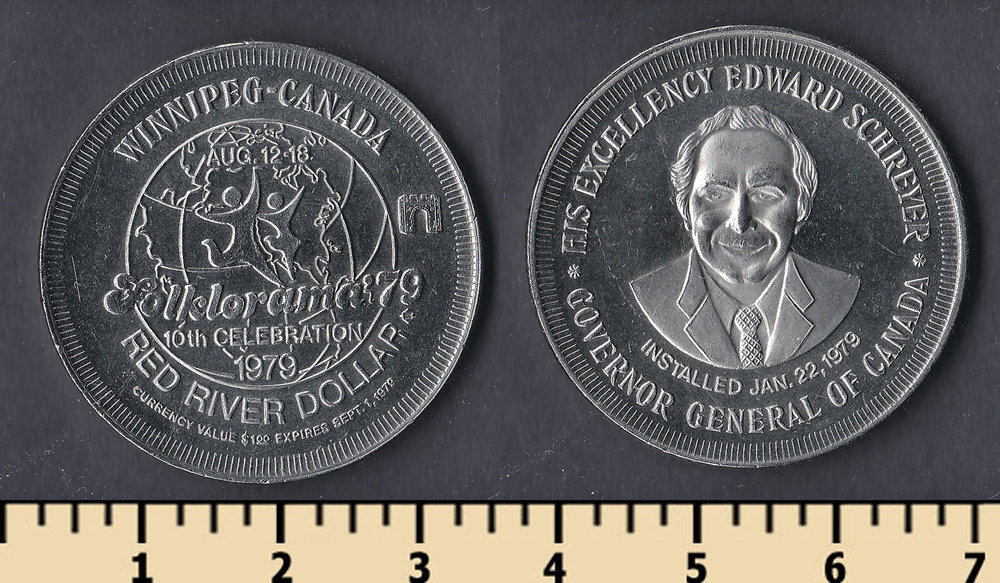 WINNIPEG-CANADA
AUG. 12-18
Folklorama '79
10th CELEBRATION
1979
RED RIVER DOLLAR
CURRENCY VALUE $1.00 EXPIRES SEPT. 1, 1979
* HIS EXCELLENCY EDWARD SCHREYER *
INSTALLED JAN. 22, 1979
GOVERNOR GENERAL OF CANADA
1 2 3 4 5 6 7